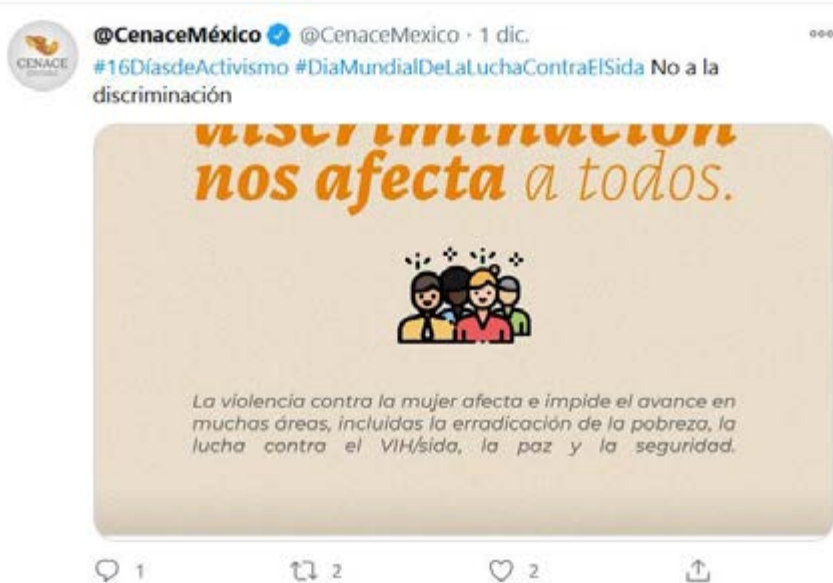 @CenaceMéxico @CenaceMexico · 1 dic.
CENACE
#16DíasdeActivismo #DiaMundialDeLaLuchaContraElSida No a la
discriminación
discriminación
nos afecta a todos.
La violencia contra la mujer afecta e impide el avance en
muchas áreas, incluidas la erradicación de la pobreza, la
lucha contra el VIH/sida, la paz y la seguridad.
1 2 2